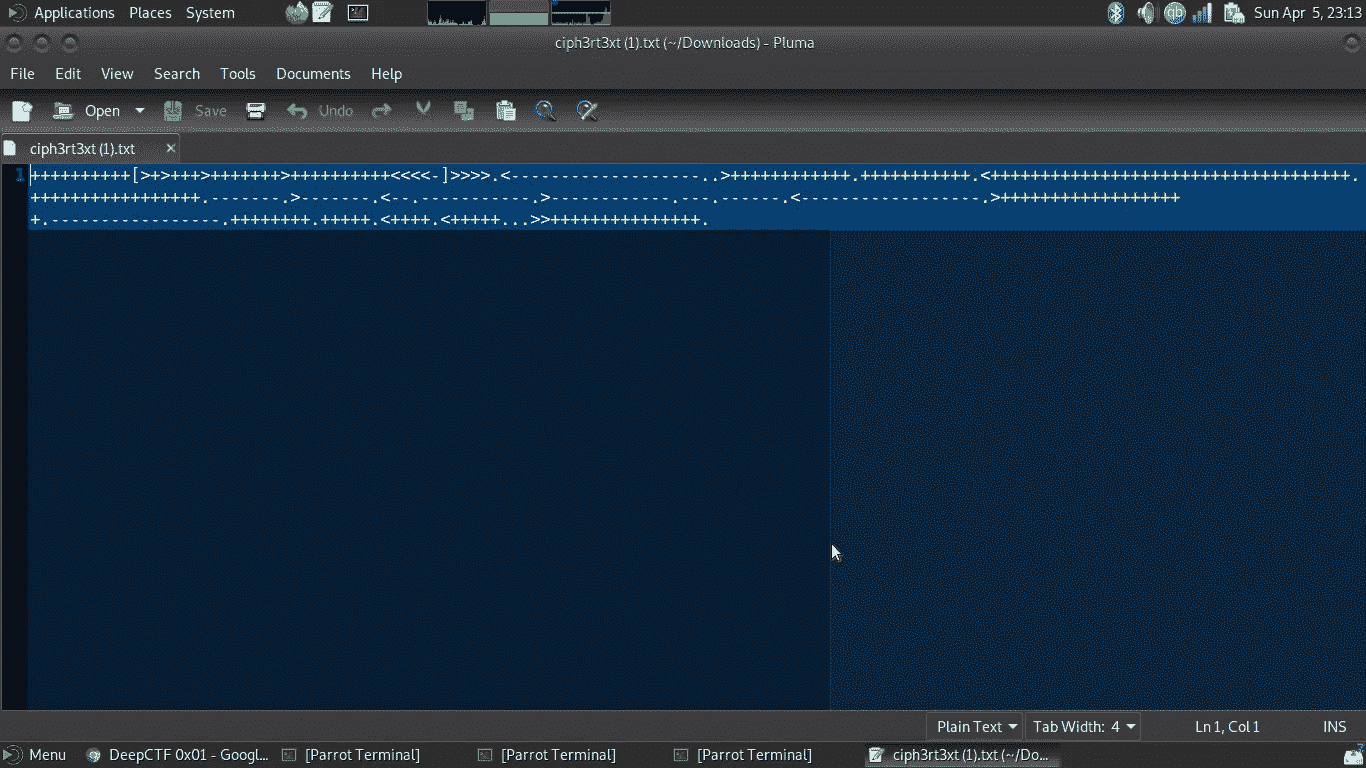 Applications Places System
Sun Apr 5, 23:13
ciph3rt3xt (1).txt (~/Downloads) - Pluma
File Edit View Search Tools Documents Help
Open Save Undo
ciph3rt3xt (1).txt ×
1 ++++++++++[>+>+++>+++++++>++++++++++<<<<-]>>>>.<-------------------..>++++++++++++.+++++++++++.<++++++++++++++++++++++++++++++++++++.
+++++++++++++++++.-------.>-------.<--.-----------.>------------.---.------.<------------------.>++++++++++++++++++
+.-----------------.++++++++.+++++.<++++.<+++++...>>+++++++++++++++.
Plain Text Tab Width: 4 Ln 1, Col 1 INS
Menu DeepCTF 0x01 - Googl... [Parrot Terminal] [Parrot Terminal] [Parrot Terminal] ciph3rt3xt (1).txt (~/Do...